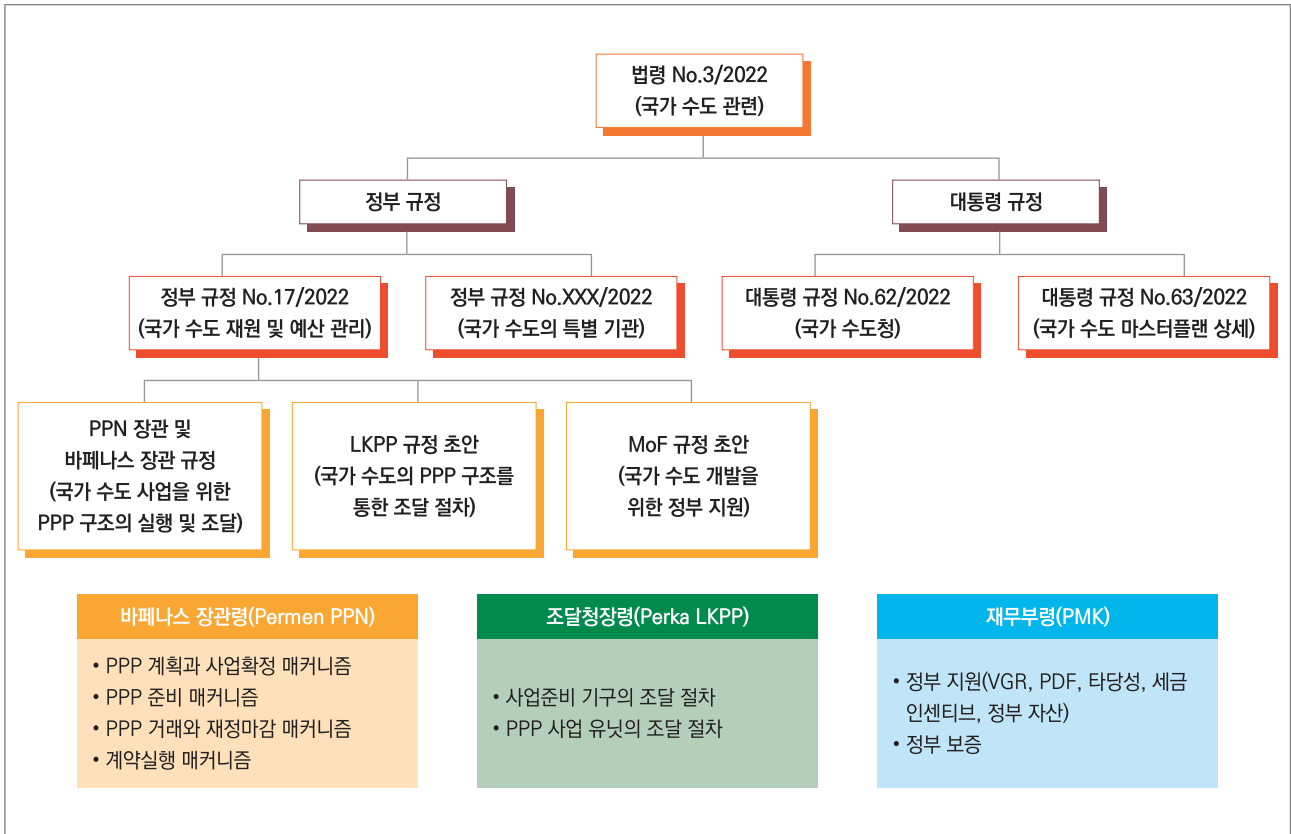 법령 No.3/2022
(국가 수도 관련)
정부 규정
대통령 규정
정부 규정 No.17/2022
(국가 수도 재원 및 예산 관리)
정부 규정 No.XXX/2022
(국가 수도의 특별 기관)
대통령 규정 No.62/2022
(국가 수도청)
대통령 규정 No.63/2022
(국가 수도 마스터플랜 상세)
PPN 장관 및
바페나스 장관 규정
(국가 수도 사업을 위한
PPP 구조의 실행 및 조달)
LKPP 규정 초안
(국가 수도의 PPP 구조를
통한 조달 절차)
MoF 규정 초안
(국가 수도 개발을
위한 정부 지원)
바페나스 장관령(Permen PPN)
• PPP 계획과 사업확정 매커니즘
• PPP 준비 매커니즘
• PPP 거래와 재정마감 매커니즘
• 계약실행 매커니즘
조달청장령(Perka LKPP)
• 사업준비 기구의 조달 절차
• PPP 사업 유닛의 조달 절차
재무부령(PMK)
• 정부 지원(VGR, PDF, 타당성, 세금
인센티브, 정부 자산)
• 정부 보증